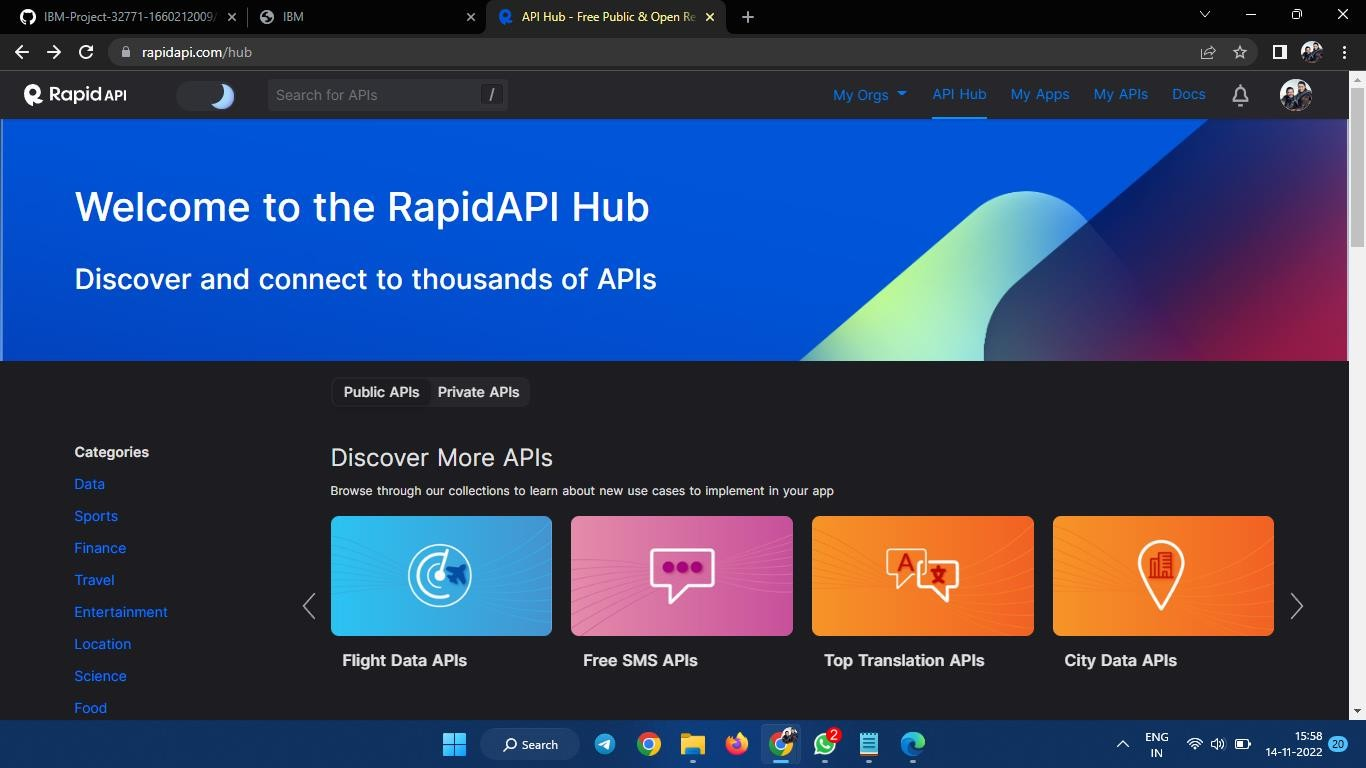 IBM-Project-32771-1660212009/
IBM
API Hub - Free Public & Open Re
rapidapi.com/hub
Rapid API
Search for APIs
/
My Orgs
API Hub
My Apps
My APIs
Docs
Welcome to the RapidAPI Hub
Discover and connect to thousands of APIs
Public APIs
Private APIs
Categories
Data
Sports
Finance
Travel
Entertainment
Location
Science
Food
Discover More APIs
Browse through our collections to learn about new use cases to implement in your app
A
文
Flight Data APIs
Free SMS APIs
Top Translation APIs
City Data APIs
Search
2
ENG
IN
15:58
14-11-2022
20